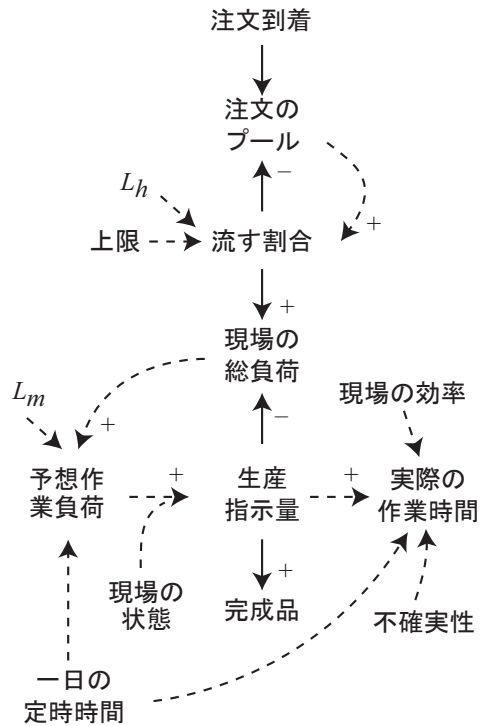 注文到着
注文の
プール
−
L_h
+
上限
流す割合
+
現場の
総負荷
現場の効率
L_m
+
−
予想作
業負荷
+
生産
指示量
+
実際の
作業時間
現場の
状態
+
完成品
不確実性
一日の
定時時間